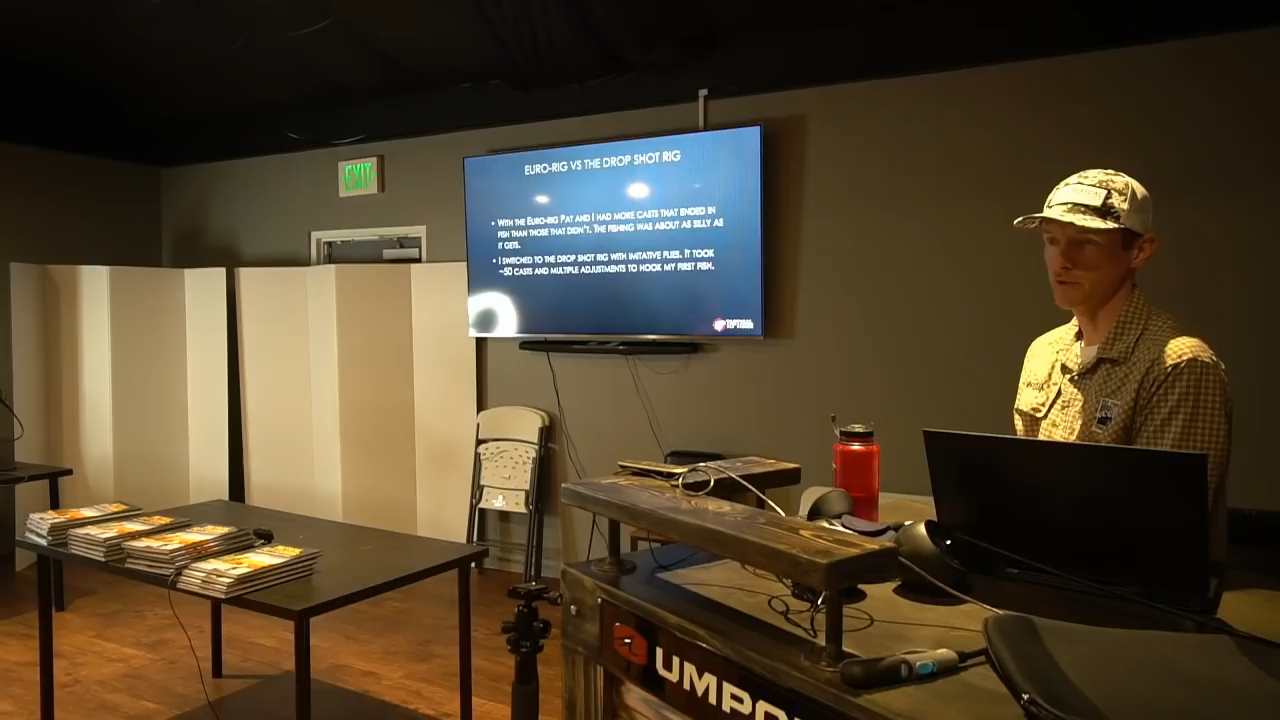 EXIT
EURO-RIG VS THE DROP SHOT RIG
• WITH THE EURO-RIG PAT AND I HAD MORE CASTS THAT ENDED IN
FISH THAN THOSE THAT DIDN'T. THE FISHING WAS ABOUT AS SILLY AS
IT GETS.
• I SWITCHED TO THE DROP SHOT RIG WITH IMITATIVE FLIES. IT TOOK
~50 CASTS AND MULTIPLE ADJUSTMENTS TO HOOK MY FIRST FISH.
TACTICAL
UMPQ